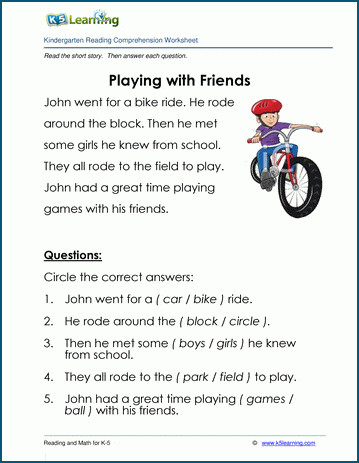 K5 Learning
Kindergarten Reading Comprehension Worksheet
Read the short story. Then answer each question.
Playing with Friends
John went for a bike ride. He rode
around the block. Then he met
some girls he knew from school.
They all rode to the field to play.
John had a great time playing
games with his friends.
Questions:
Circle the correct answers:
1. John went for a ( car / bike ) ride.
2. He rode around the ( block / circle ).
3. Then he met some ( boys / girls ) he knew
from school.
4. They all rode to the ( park / field ) to play.
5. John had a great time playing ( games /
ball ) with his friends.
Reading and Math for K-5 © www.k5learning.com